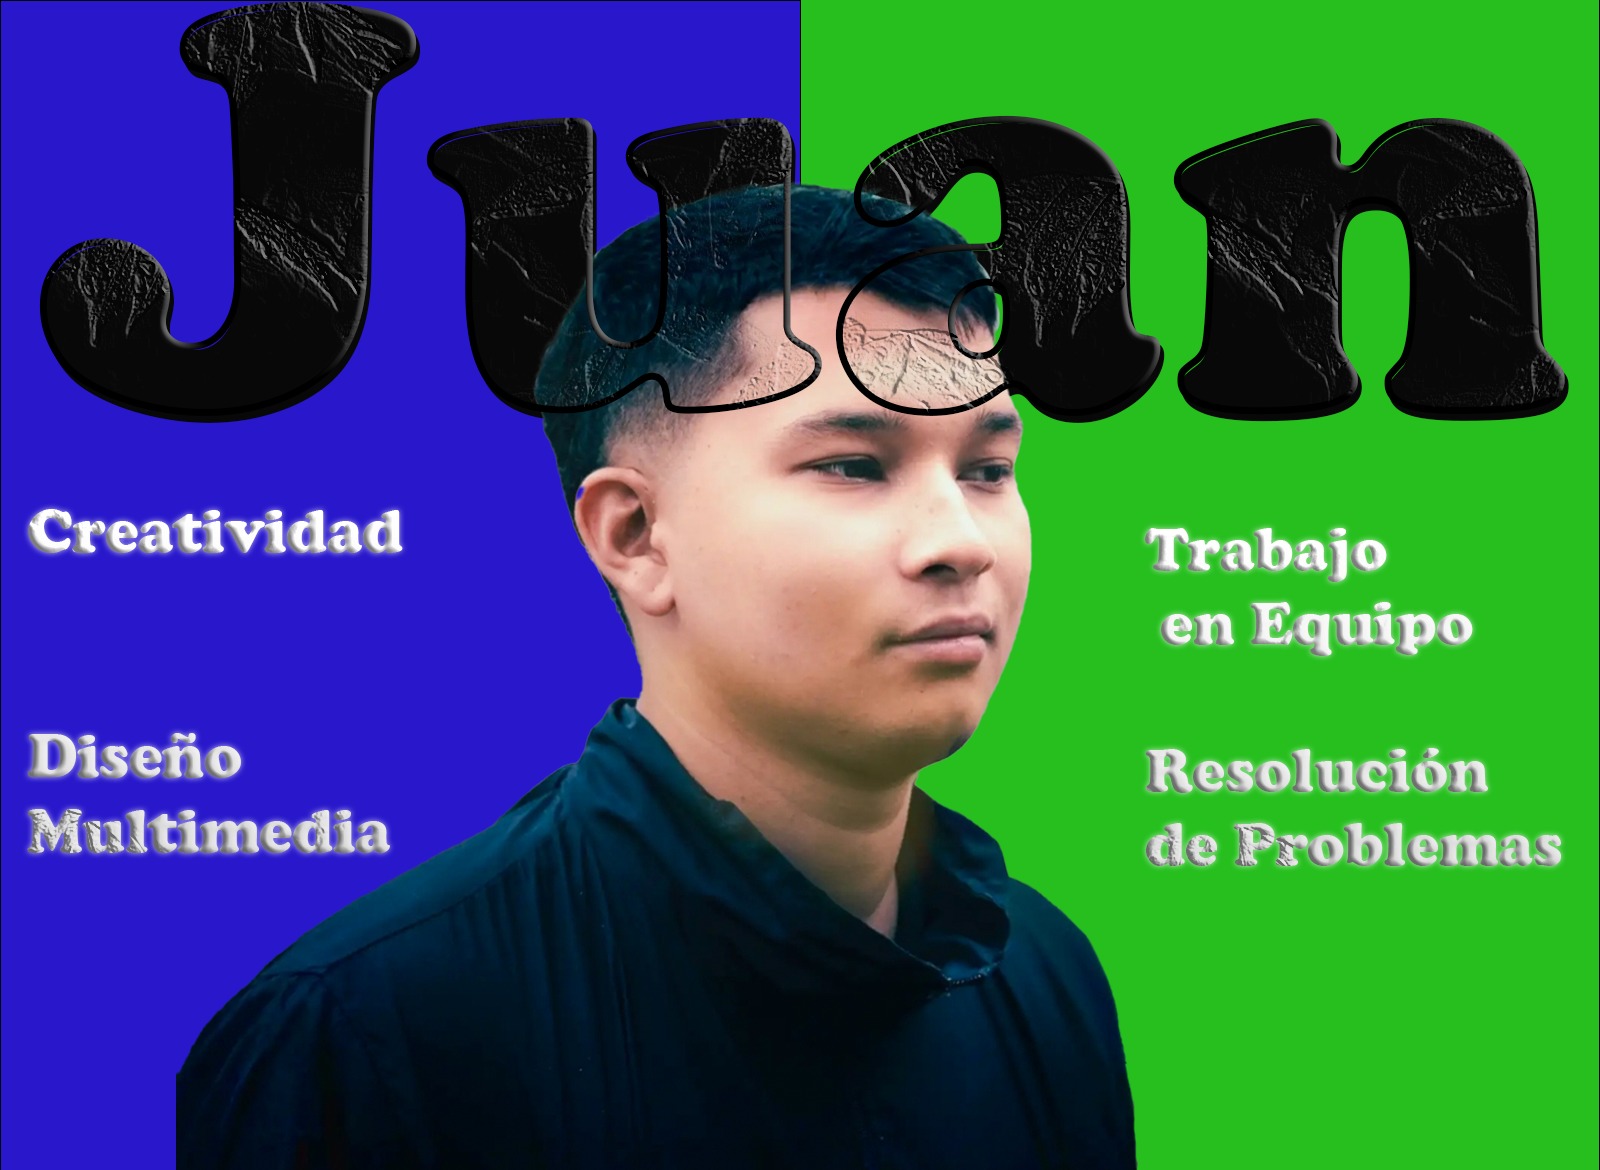 Juan
Creatividad
Diseño
Multimedia
Trabajo
en Equipo
Resolución
de Problemas